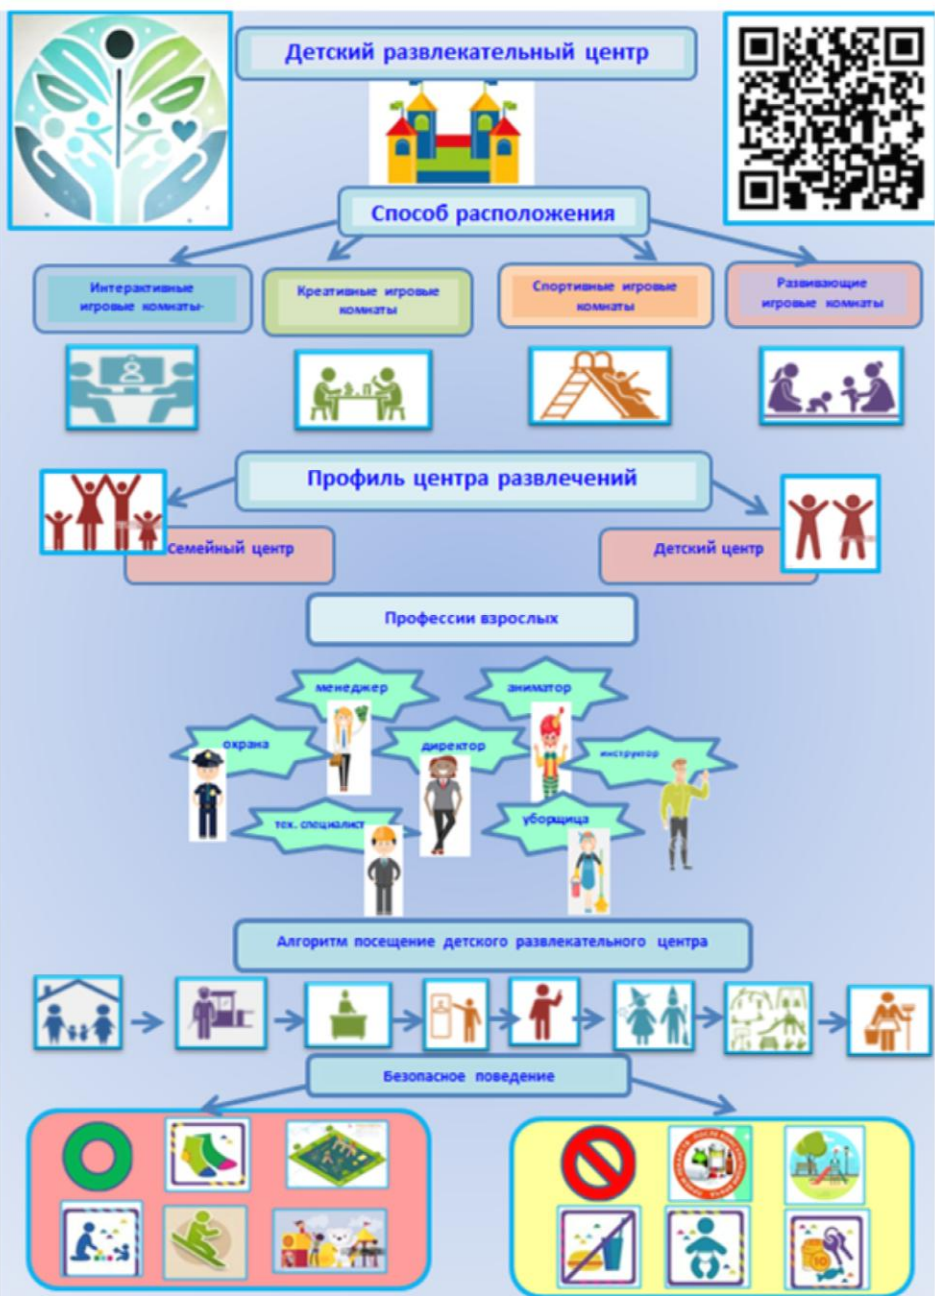 Детский развлекательный центр
Способ расположения
Интерактивные
игровые комнаты-
Креативные игровые
комнаты
Спортивные игровые
комнаты
Развивающие
игровые комнаты
Профиль центра развлечений
Семейный центр
Детский центр
Профессии взрослых
менеджер
аниматор
охрана
директор
инструктор
тех. специалист
уборщица
Алгоритм посещение детского развлекательного центра
Безопасное поведение
10